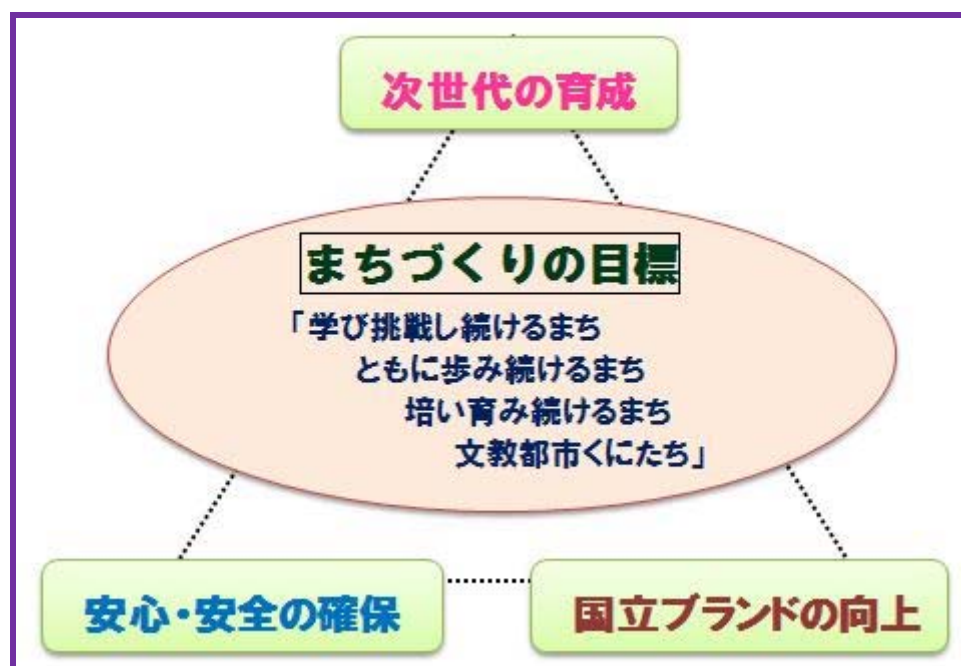 次世代の育成
まちづくりの目標
「学び挑戦し続けるまち
ともに歩み続けるまち
培い育み続けるまち
文教都市くにたち」
安心・安全の確保
国立ブランドの向上